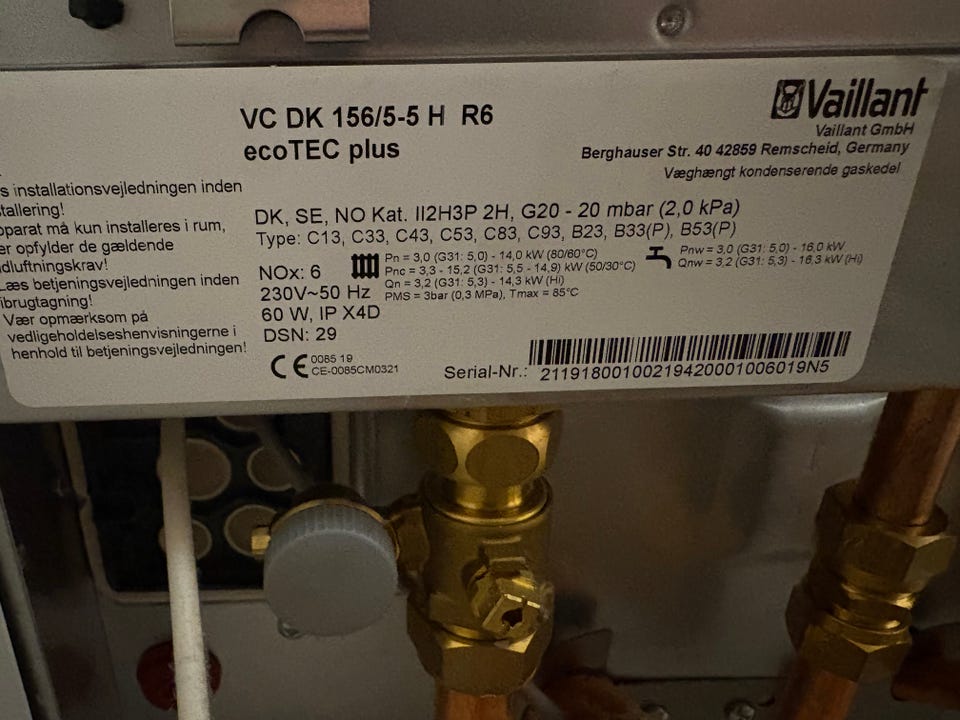 VC DK 156/5-5 H R6
ecoTEC plus
Vaillant
Vaillant GmbH
Berghauser Str. 40 42859 Remscheid, Germany
Væghængt kondenserende gaskedel
s installationsvejledningen inden
tallering!
parat må kun installeres i rum,
er opfylder de gældende
dluftningskrav!
Læs betjeningsvejledningen inden
ibrugtagning!
Vær opmærksom på
vedligeholdelseshenvisningerne i
henhold til betjeningsvejledningen!
DK, SE, NO Kat. II2H3P 2H, G20 - 20 mbar (2,0 kPa)
Type: C13, C33, C43, C53, C83, C93, B23, B33(P), B53(P)
NOx: 6
230V~50 Hz
60 W, IP X4D
DSN: 29
Pn = 3,0 (G31: 5,0) - 14,0 kW (80/60°C)
Pnc = 3,3 - 15,2 (G31: 5,5 - 14,9) kW (50/30°C)
Qn = 3,2 (G31: 5,3) - 14,3 kW (Hi)
PMS = 3bar (0,3 MPa), Tmax = 85°C
Pnw = 3,0 (G31: 5,0) - 16,0 kW
Qnw = 3,2 (G31: 5,3) - 16,3 kW (Hi)
CE 0085 19
CE-0085CM0321
Serial-Nr.: 21191800100219420001006019N5